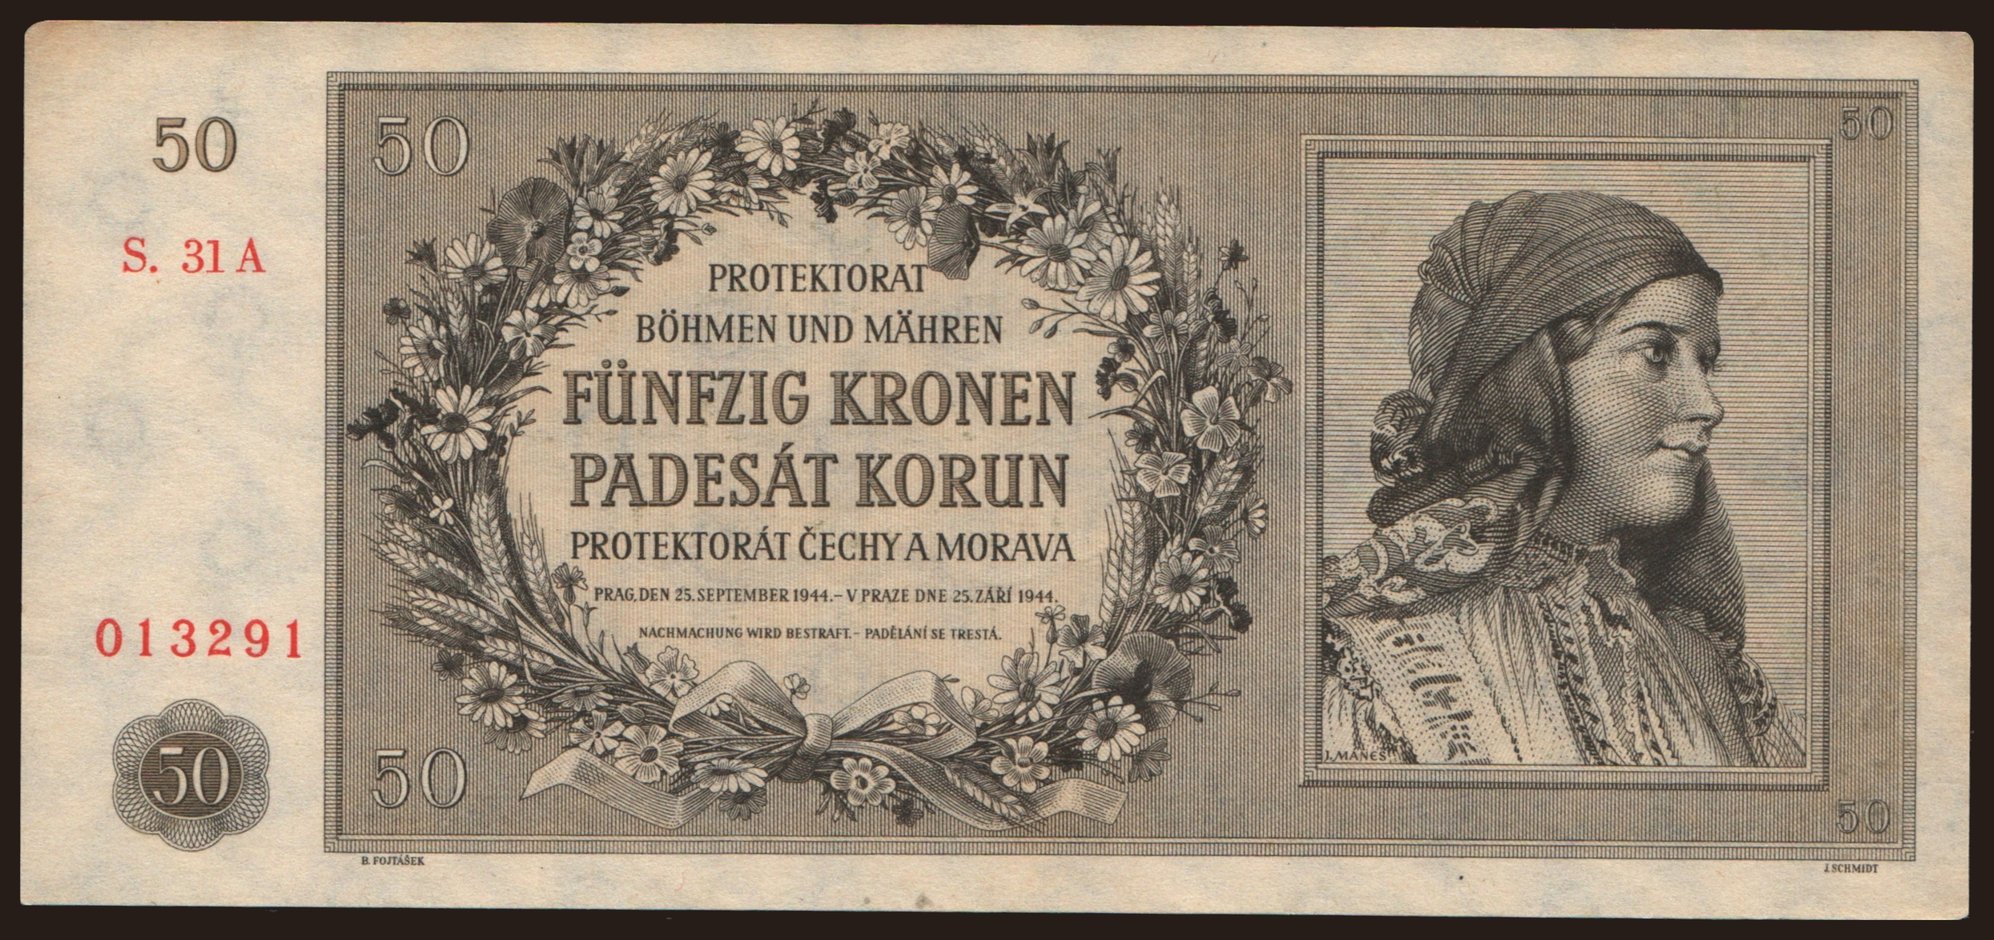 50
50
50
S. 31 A
PROTEKTORAT
BÖHMEN UND MÄHREN
FÜNFZIG KRONEN
PADESÁT KORUN
PROTEKTORÁT ČECHY A MORAVA
PRAG, DEN 25. SEPTEMBER 1944. – V PRAZE DNE 25. ZÁŘÍ 1944.
NACHMACHUNG WIRD BESTRAFT. – PADĚLÁNÍ SE TRESTÁ.
013291
J. MÁNES
50
50
50
B. FOJTÁŠEK
J. SCHMIDT